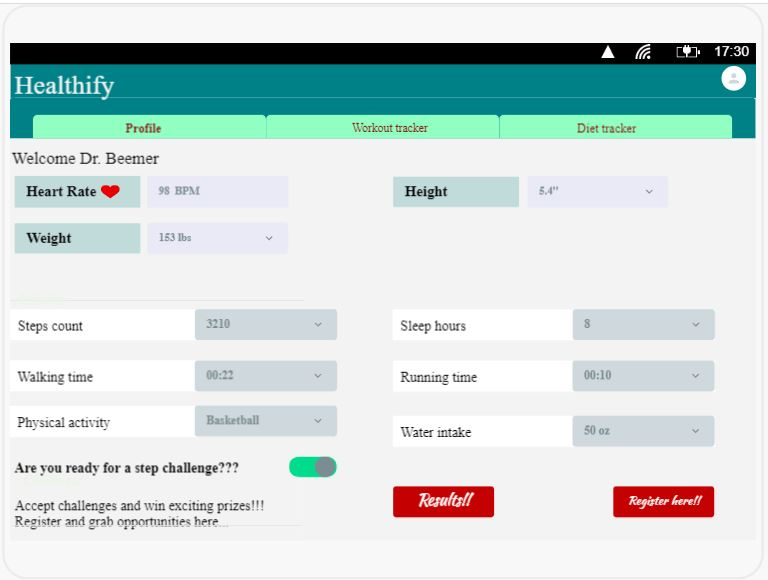 17:30
Healthify
Profile
Workout tracker
Diet tracker
Welcome Dr. Beemer
Heart Rate
98 BPM
Height
5.4"
Weight
153 lbs
Steps count
3210
Sleep hours
8
Walking time
00:22
Running time
00:10
Physical activity
Basketball
Water intake
50 oz
Are you ready for a step challenge???
Accept challenges and win exciting prizes!!!
Register and grab opportunities here...
Results!!
Register here!!